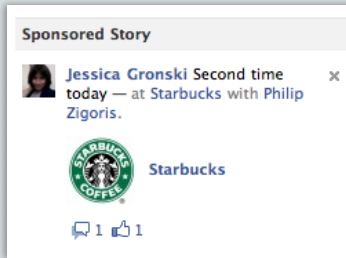 Sponsored Story
Jessica Gronski Second time
today — at Starbucks with Philip
Zigoris.
STARBUCKS
COFFEE
®
Starbucks
1 1